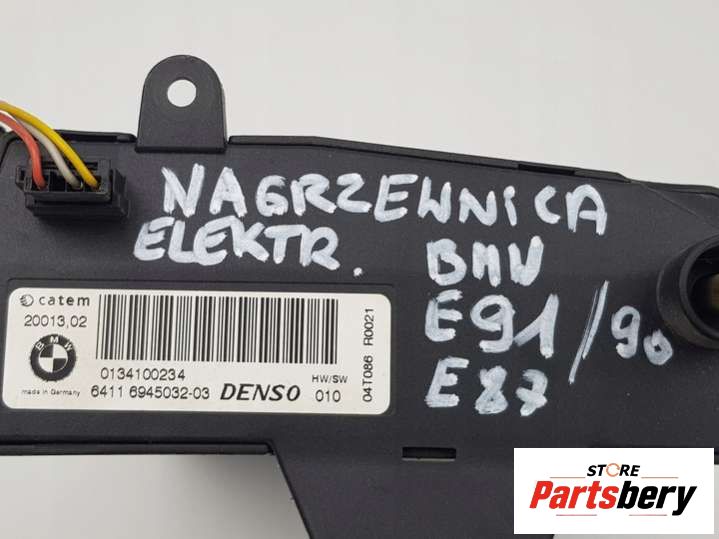 NAGRZEWNICA
ELEKTR. BMW
E91/90
E87
catem
20013,02
BMW
made in Germany
0134100234
6411 6945032-03 DENSO
HW/SW
010
04T086 R0021
STORE
Partsbery